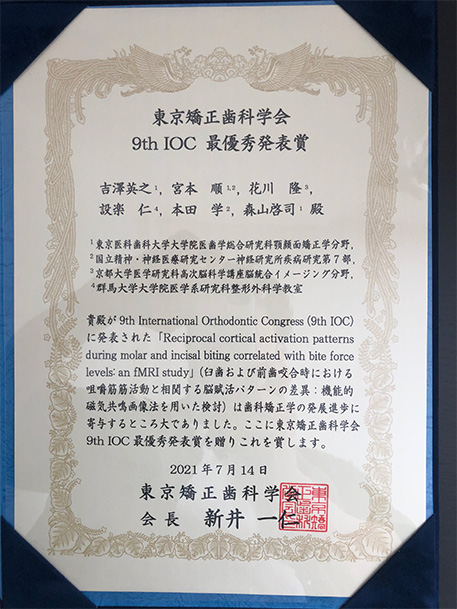 東京矯正歯科学会
9th IOC 最優秀発表賞
吉澤英之¹，宮本 順¹,²，花川 隆³，
設楽 仁⁴，本田 学²，森山啓司¹ 殿
¹東京医科歯科大学大学院医歯学総合研究科顎顔面矯正学分野，
²国立精神・神経医療研究センター神経研究所疾病研究第７部，
³京都大学医学研究科高次脳科学講座脳統合イメージング分野，
⁴群馬大学大学院医学系研究科整形外科学教室
貴殿が 9th International Orthodontic Congress (9th IOC)
に発表された「Reciprocal cortical activation patterns
during molar and incisal biting correlated with bite force
levels: an fMRI study」（臼歯および前歯咬合時における
咀嚼筋筋活動と相関する脳賦活パターンの差異：機能的
磁気共鳴画像法を用いた検討）は歯科矯正学の発展進歩に
寄与するところ大でありました。ここに東京矯正歯科学会
9th IOC 最優秀発表賞を贈りこれを賞します。
2021年7月14日
東京矯正歯科学会
会長 新井 一仁